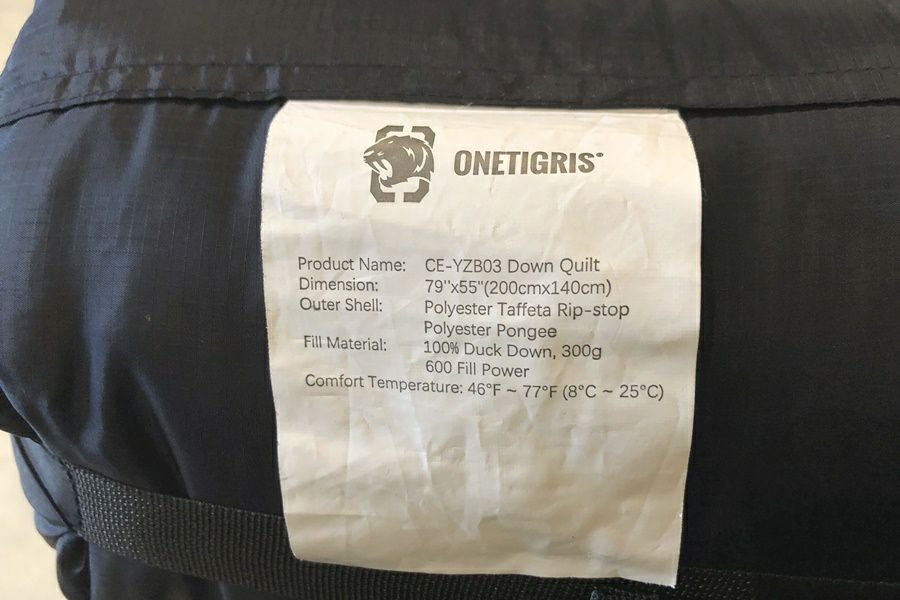 ONETIGRIS®
Product Name: CE-YZB03 Down Quilt
Dimension: 79"x55"(200cmx140cm)
Outer Shell: Polyester Taffeta Rip-stop
Polyester Pongee
Fill Material: 100% Duck Down, 300g
600 Fill Power
Comfort Temperature: 46°F ~ 77°F (8°C ~ 25°C)